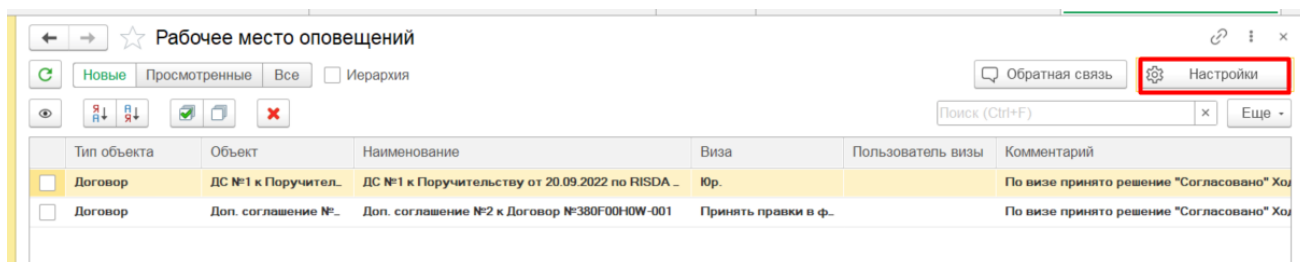 Рабочее место оповещений
Новые Просмотренные Все Иерархия Обратная связь Настройки
Поиск (Ctrl+F) Еще
Тип объекта Объект Наименование Виза Пользователь визы Комментарий
Договор ДС №1 к Поручител... ДС №1 к Поручительству от 20.09.2022 по RISDA ... Юр. По визе принято решение "Согласовано" Ход
Договор Доп. соглашение №... Доп. соглашение №2 к Договор №380F00H0W-001 Принять правки в ф... По визе принято решение "Согласовано" Ход